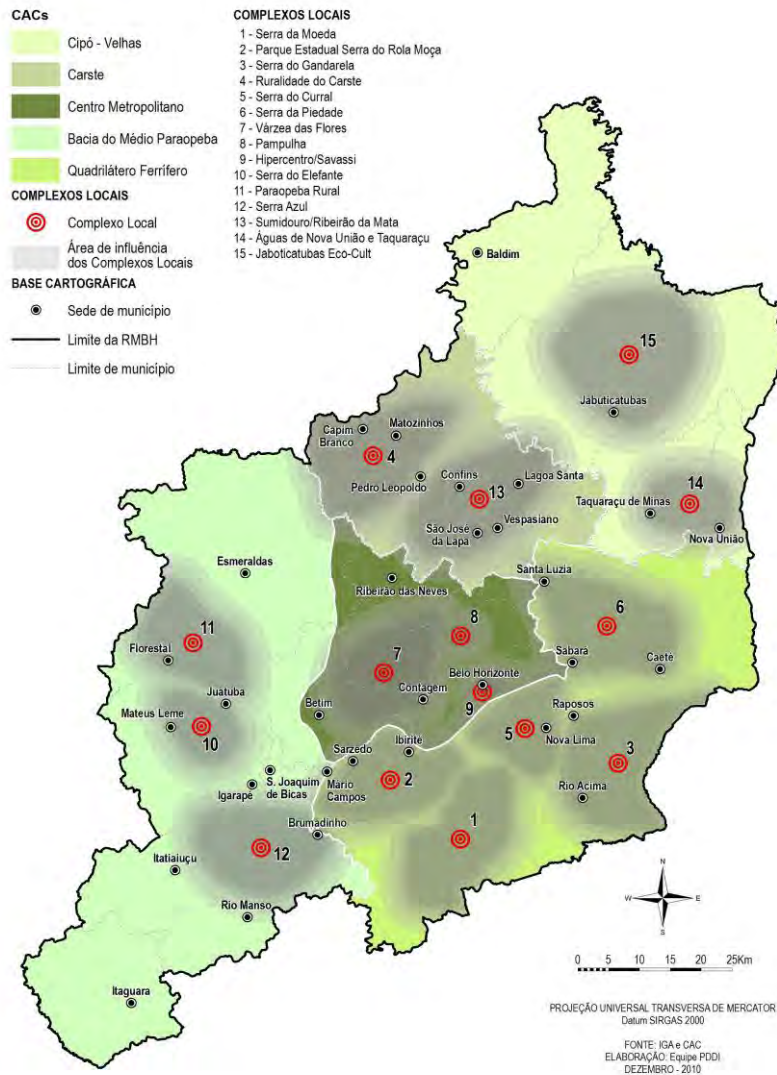 CACs
Cipó - Velhas
Carste
Centro Metropolitano
Bacia do Médio Paraopeba
Quadrilátero Ferrífero
COMPLEXOS LOCAIS
Complexo Local
Área de influência
dos Complexos Locais
BASE CARTOGRÁFICA
Sede de município
Limite da RMBH
Limite de município
COMPLEXOS LOCAIS
1 - Serra da Moeda
2 - Parque Estadual Serra do Rola Moça
3 - Serra do Gandarela
4 - Ruralidade do Carste
5 - Serra do Curral
6 - Serra da Piedade
7 - Várzea das Flores
8 - Pampulha
9 - Hipercentro/Savassi
10 - Serra do Elefante
11 - Paraopeba Rural
12 - Serra Azul
13 - Sumidouro/Ribeirão da Mata
14 - Águas de Nova União e Taquaraçu
15 - Jaboticatubas Eco-Cult
Baldim
15
Jabuticatubas
Capim
Branco
Matozinhos
4
Pedro Leopoldo
Confins
Lagoa Santa
13
São José
da Lapa
Vespasiano
14
Taquaraçu de Minas
Nova União
Esmeraldas
Ribeirão das Neves
Santa Luzia
6
8
11
Florestal
Sabará
Caeté
7
Belo Horizonte
Contagem
9
Juatuba
Mateus Leme
10
Betim
Raposos
5
Nova Lima
3
Ibirité
Sarzedo
2
Rio Acima
S. Joaquim
de Bicas
Igarapé
Mário
Campos
Brumadinho
1
12
Itatiaiuçu
Rio Manso
Itaguara
N
W
E
S
0 5 10 15 20 25Km
PROJEÇÃO UNIVERSAL TRANSVERSA DE MERCATOR
Datum SIRGAS 2000
FONTE: IGA e CAC
ELABORAÇÃO: Equipe PDDI
DEZEMBRO - 2010